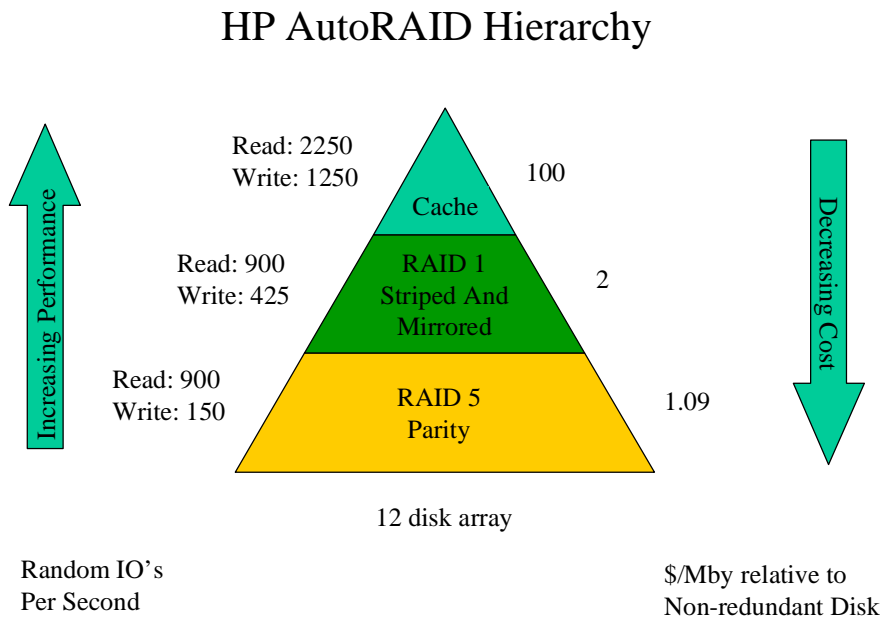 HP AutoRAID Hierarchy
Increasing Performance
Read: 2250
Write: 1250
Cache
100
Read: 900
Write: 425
RAID 1
Striped And
Mirrored
2
Read: 900
Write: 150
RAID 5
Parity
1.09
Decreasing Cost
12 disk array
Random IO’s
Per Second
$/Mby relative to
Non-redundant Disk